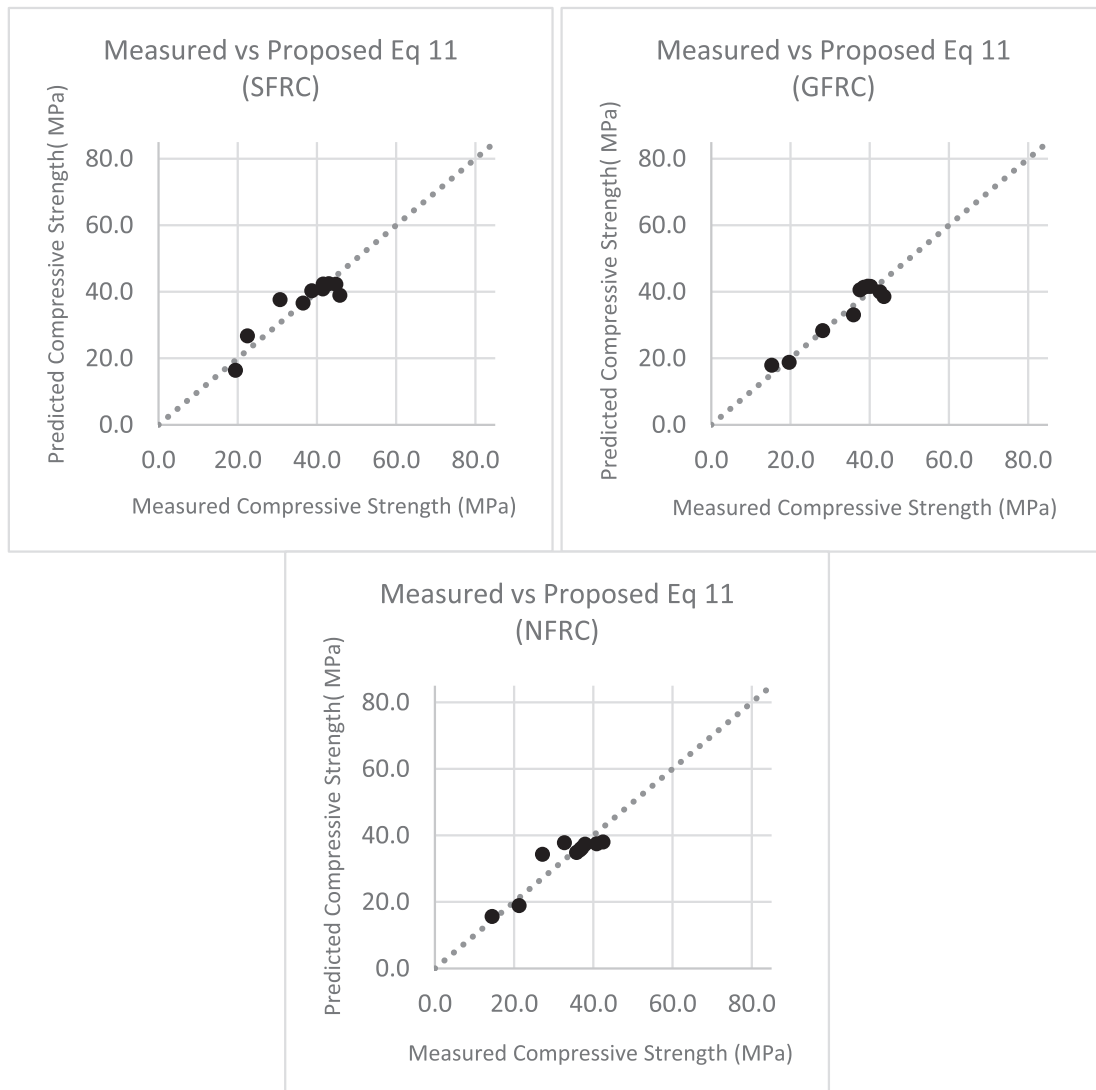 Measured vs Proposed Eq 11
(SFRC)
Predicted Compressive Strength( MPa)
80.0
60.0
40.0
20.0
0.0
0.0 20.0 40.0 60.0 80.0
Measured Compressive Strength (MPa)
Measured vs Proposed Eq 11
(GFRC)
Predicted Compressive Strength( MPa)
80.0
60.0
40.0
20.0
0.0
0.0 20.0 40.0 60.0 80.0
Measured Compressive Strength (MPa)
Measured vs Proposed Eq 11
(NFRC)
Predicted Compressive Strength( MPa)
80.0
60.0
40.0
20.0
0.0
0.0 20.0 40.0 60.0 80.0
Measured Compressive Strength (MPa)